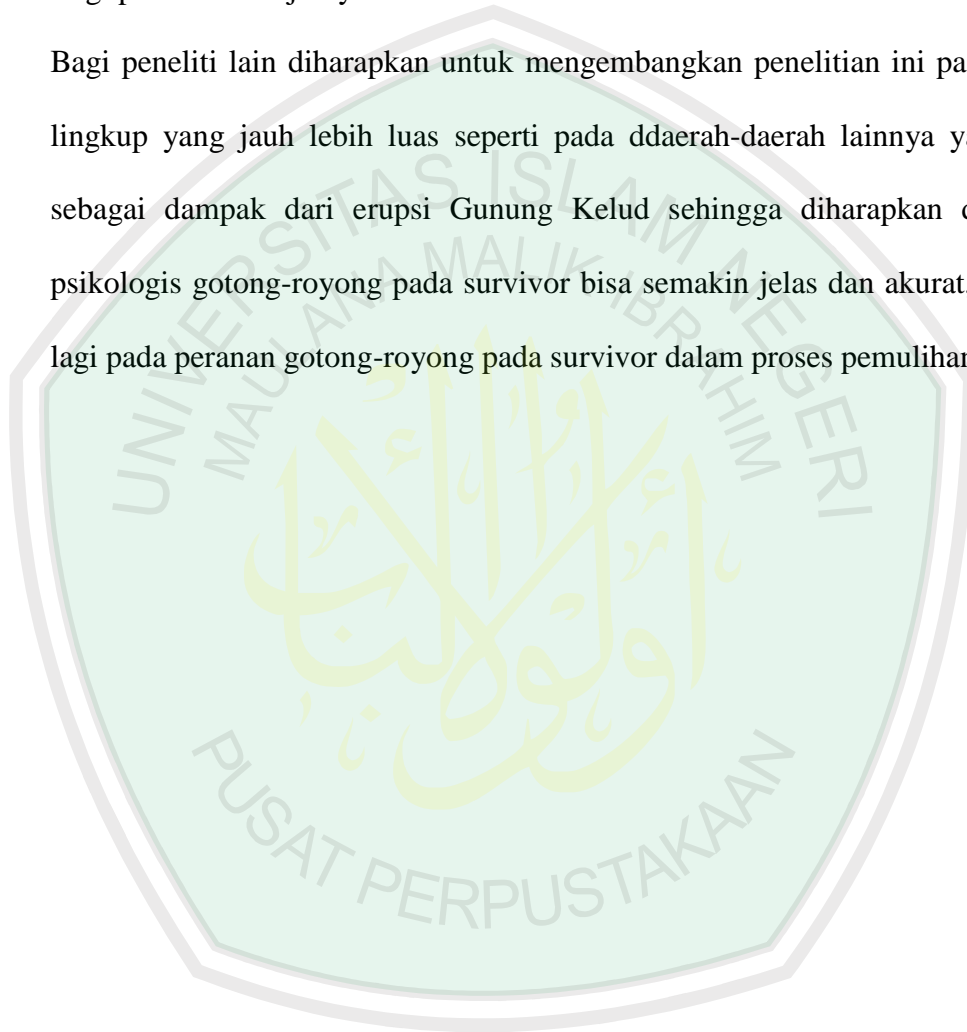 Bagi peneliti lain diharapkan untuk mengembangkan penelitian ini
lingkup yang jauh lebih luas seperti pada ddaerah-daerah lainnya
sebagai dampak dari erupsi Gunung Kelud sehingga diharapkan
psikologis gotong-royong pada survivor bisa semakin jelas dan akurat.
lagi pada peranan gotong-royong pada survivor dalam proses pemulihan
UNIVERSITAS ISLAM NEGERI
MAULANA MALIK IBRAHIM
PUSAT PERPUSTAKAAN